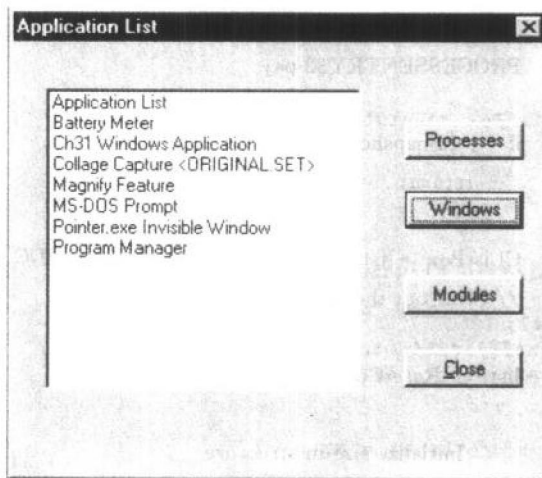 Application List
Application List
Battery Meter
Ch31 Windows Application
Collage Capture <ORIGINAL SET>
Magnify Feature
MS-DOS Prompt
Pointer.exe Invisible Window
Program Manager
Processes
Windows
Modules
Close